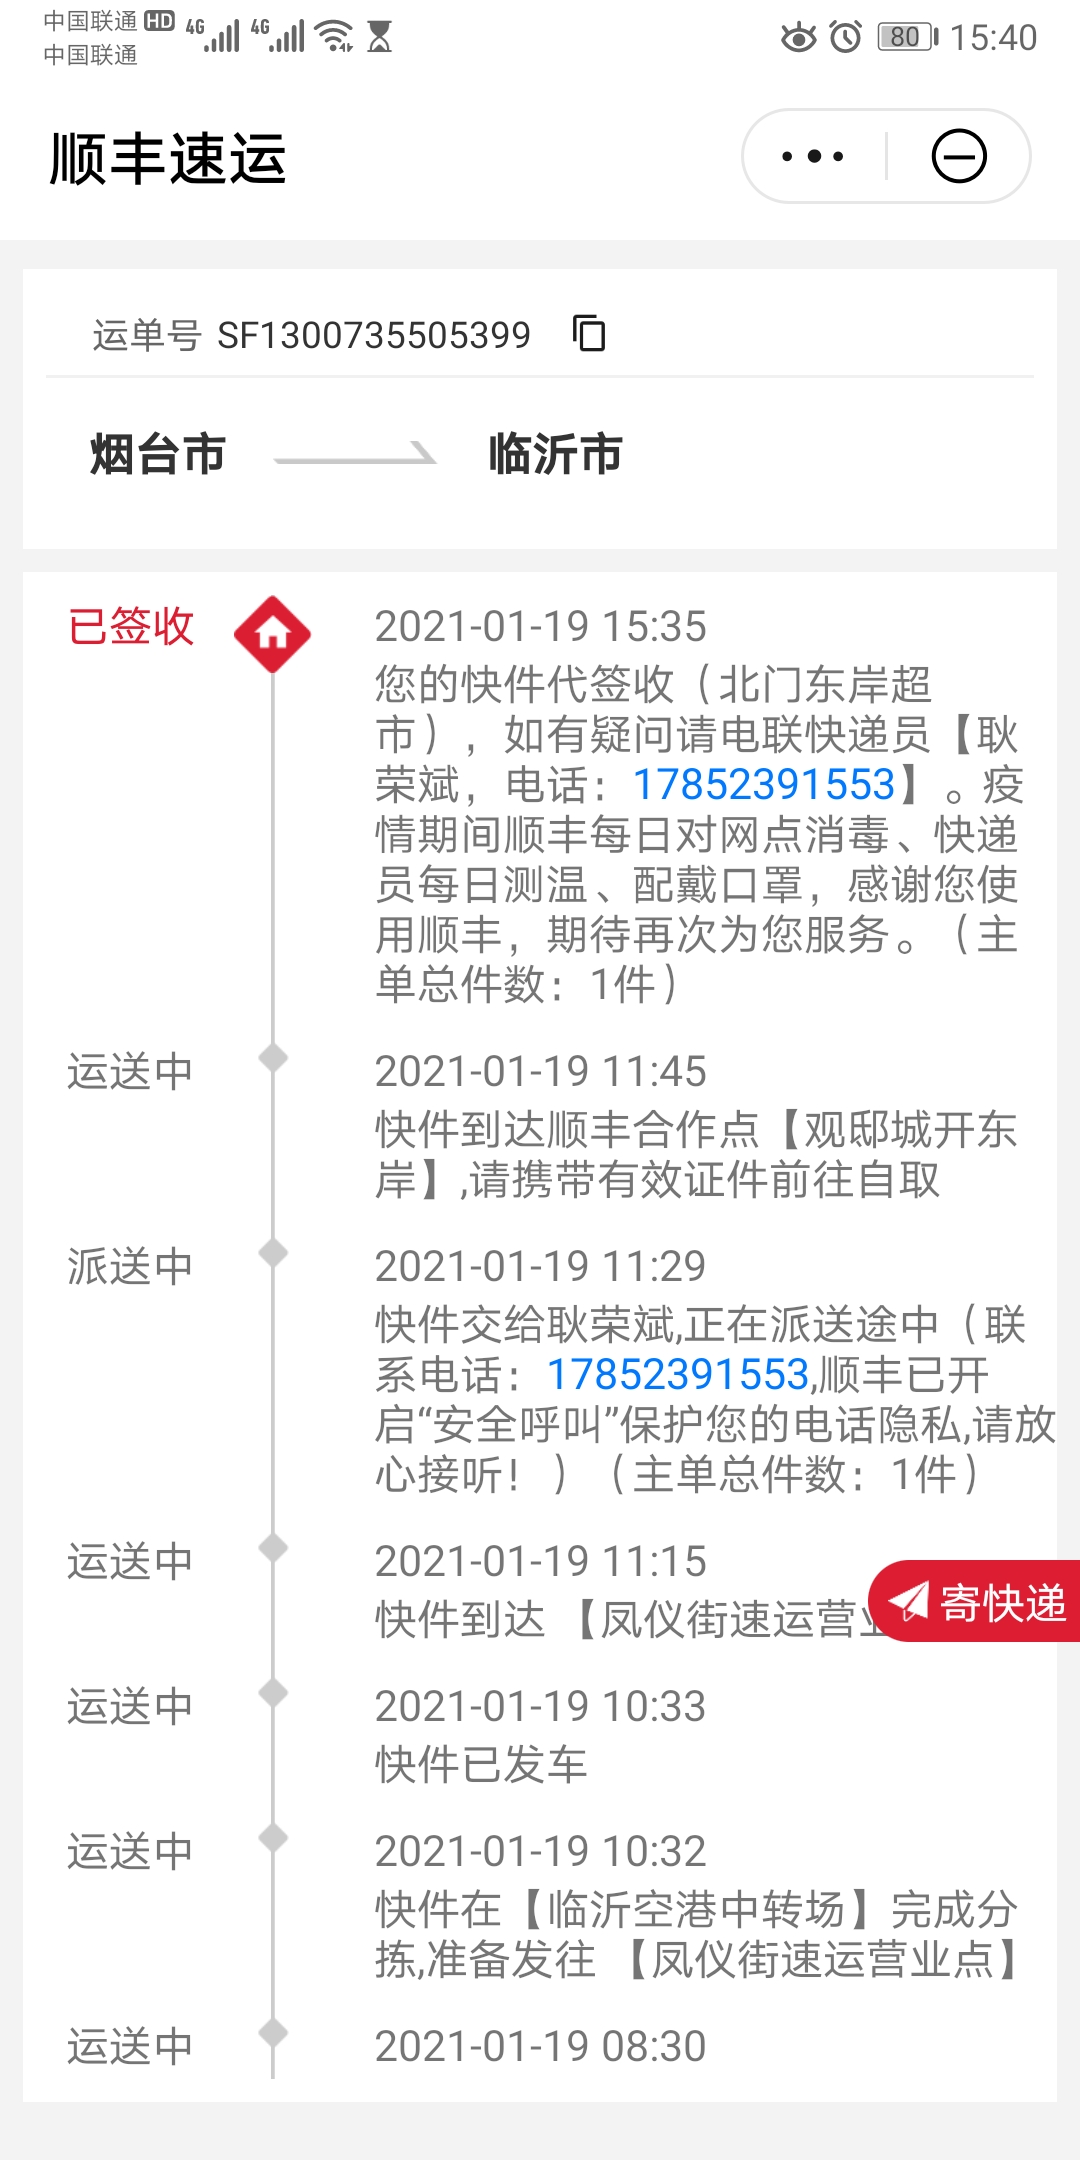 中国联通 HD 4G 4G 80 15:40
中国联通
顺丰速运
运单号 SF1300735505399
烟台市 临沂市
已签收 2021-01-19 15:35
您的快件代签收（北门东岸超
市），如有疑问请电联快递员【耿
荣斌，电话：17852391553】。疫
情期间顺丰每日对网点消毒、快递
员每日测温、配戴口罩，感谢您使
用顺丰，期待再次为您服务。（主
单总件数：1件）
运送中 2021-01-19 11:45
快件到达顺丰合作点【观邸城开东
岸】,请携带有效证件前往自取
派送中 2021-01-19 11:29
快件交给耿荣斌,正在派送途中（联
系电话：17852391553,顺丰已开
启“安全呼叫”保护您的电话隐私,请放
心接听！）（主单总件数：1件）
运送中 2021-01-19 11:15
快件到达 【凤仪街速运营业
寄快递
运送中 2021-01-19 10:33
快件已发车
运送中 2021-01-19 10:32
快件在【临沂空港中转场】完成分
拣,准备发往 【凤仪街速运营业点】
运送中 2021-01-19 08:30